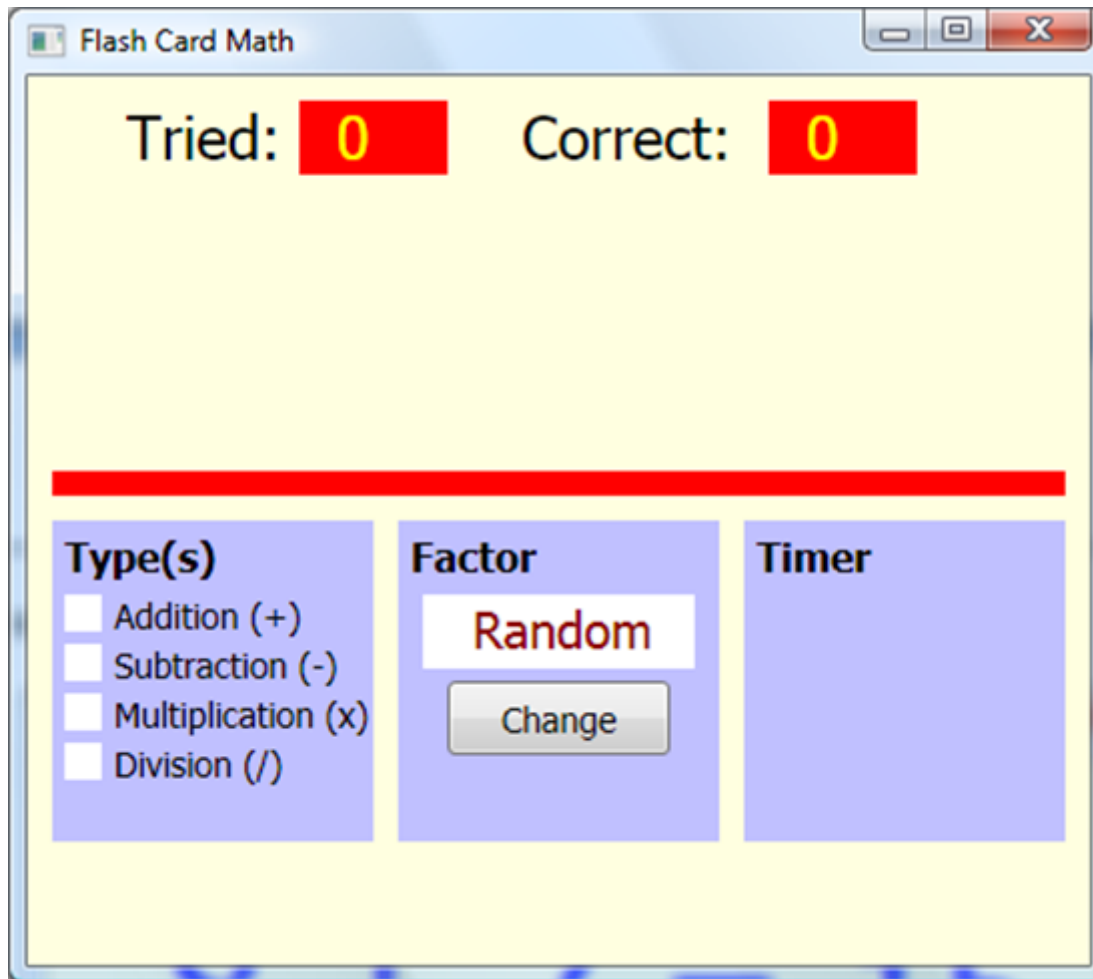 Flash Card Math
Tried: 0 Correct: 0
Type(s)
Addition (+)
Subtraction (-)
Multiplication (x)
Division (/)
Factor
Random
Change
Timer